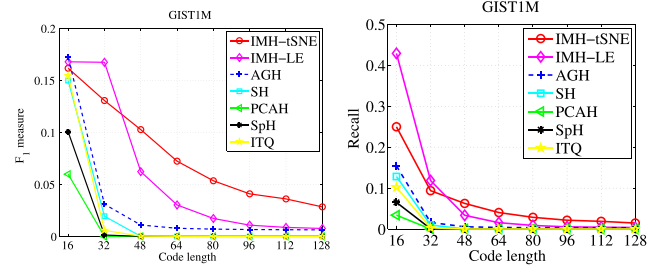 GIST1M
0.2
0.15
0.1
0.05
0
F1 measure
16 32 48 64 80 96 112 128
Code length
IMH−tSNE
IMH−LE
AGH
SH
PCAH
SpH
ITQ
GIST1M
0.5
0.4
0.3
0.2
0.1
0
Recall
16 32 48 64 80 96 112 128
Code length
IMH−tSNE
IMH−LE
AGH
SH
PCAH
SpH
ITQ